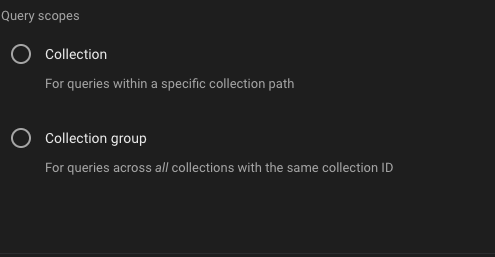 Query scopes
Collection
For queries within a specific collection path
Collection group
For queries across all collections with the same collection ID